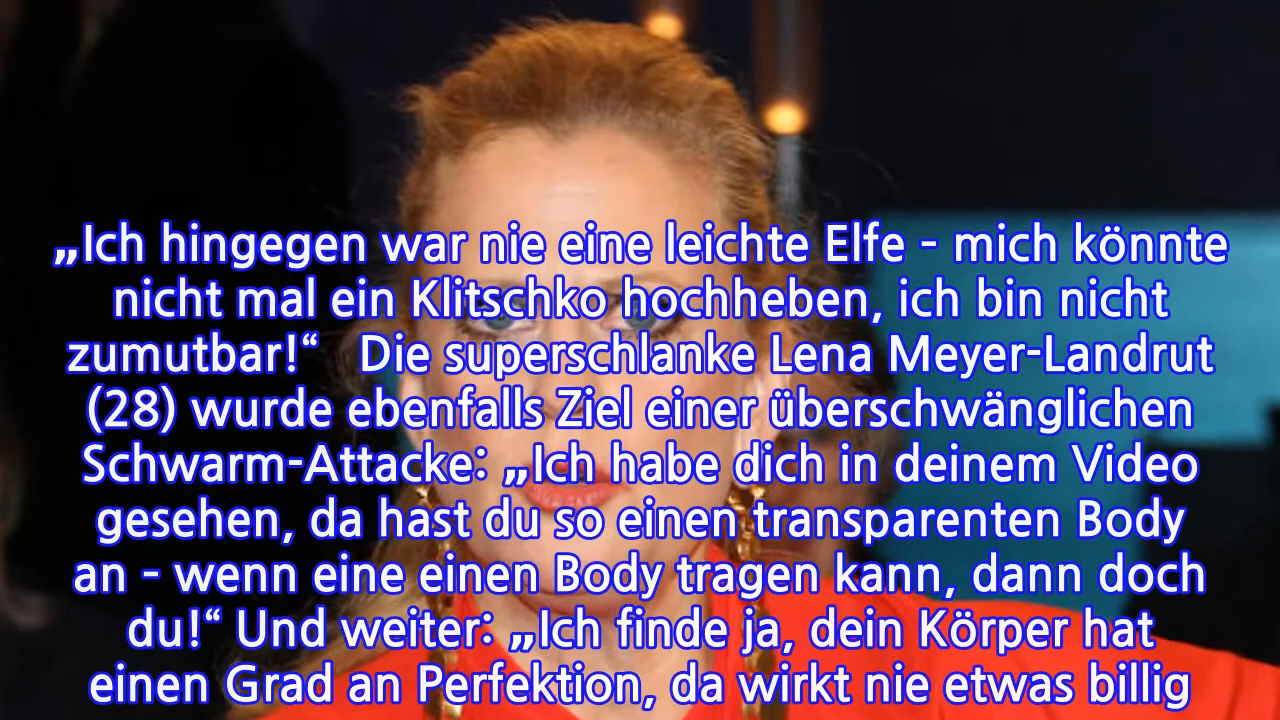 „Ich hingegen war nie eine leichte Elfe - mich könnte
nicht mal ein Klitschko hochheben, ich bin nicht
zumutbar!“   Die superschlanke Lena Meyer-Landrut
(28) wurde ebenfalls Ziel einer überschwänglichen
Schwarm-Attacke: „Ich habe dich in deinem Video
gesehen, da hast du so einen transparenten Body
an - wenn eine einen Body tragen kann, dann doch
du!“ Und weiter: „Ich finde ja, dein Körper hat
einen Grad an Perfektion, da wirkt nie etwas billig